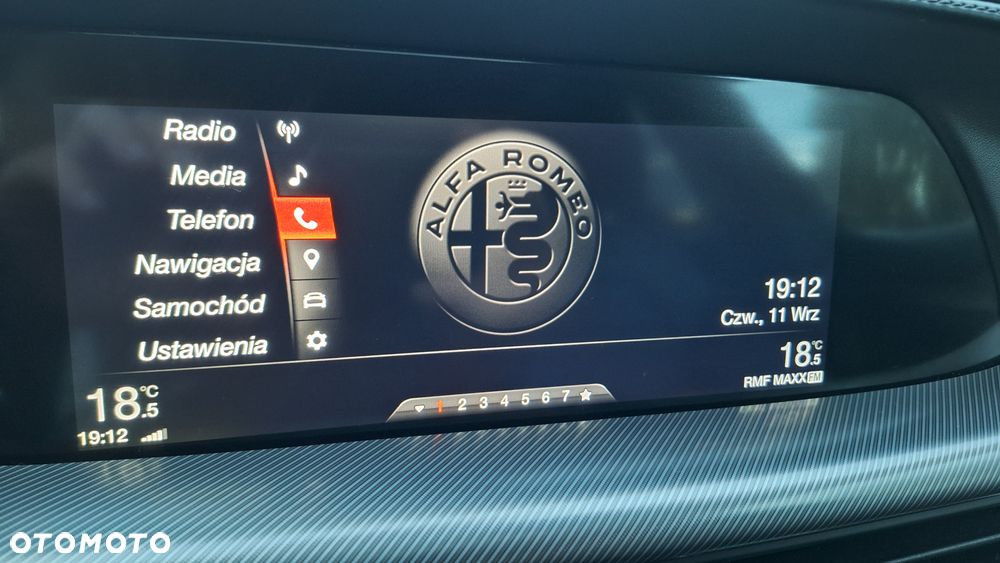 Radio
Media
Telefon
Nawigacja
Samochód
Ustawienia
ALFA ROMEO
19:12
Czw., 11 Wrz
18.5 °C
RMF MAXX FM
18.5 °C
19:12
1 2 3 4 5 6 7
OTOMOTO